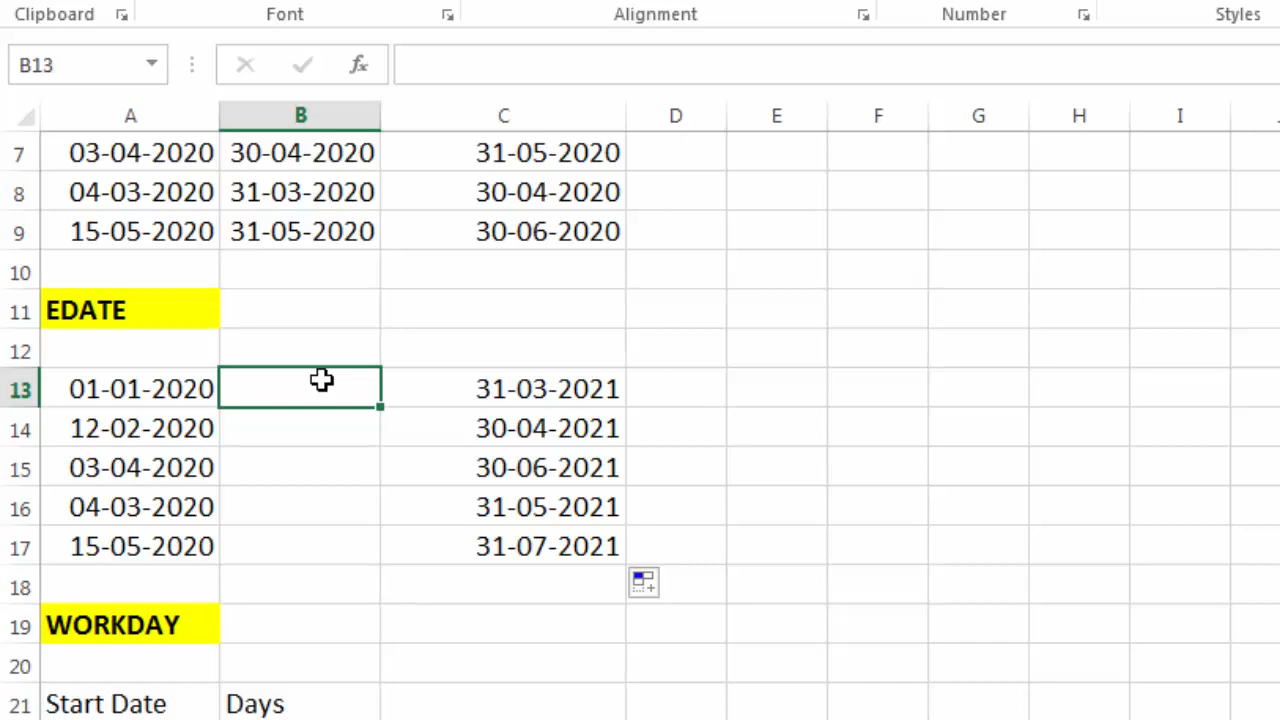 Clipboard Font Alignment Number Styles
B13 fx
A B C D E F G H I
7 03-04-2020 30-04-2020 31-05-2020
8 04-03-2020 31-03-2020 30-04-2020
9 15-05-2020 31-05-2020 30-06-2020
10
11 EDATE
12
13 01-01-2020 31-03-2021
14 12-02-2020 30-04-2021
15 03-04-2020 30-06-2021
16 04-03-2020 31-05-2021
17 15-05-2020 31-07-2021
18
19 WORKDAY
20
21 Start Date Days